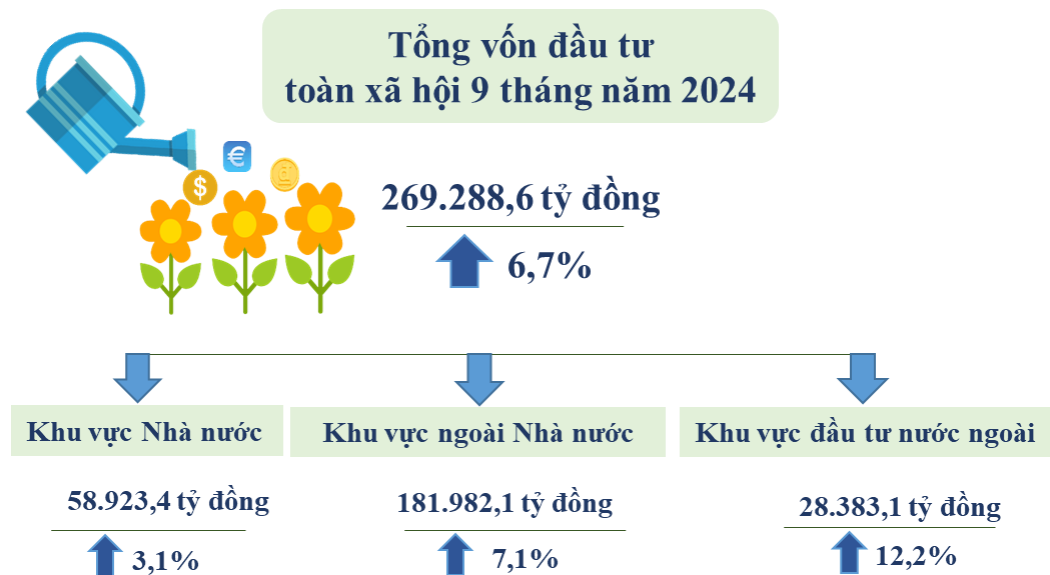 Tổng vốn đầu tư
toàn xã hội 9 tháng năm 2024
€
$
₫
269.288,6 tỷ đồng
6,7%
Khu vực Nhà nước
Khu vực ngoài Nhà nước
Khu vực đầu tư nước ngoài
58.923,4 tỷ đồng
181.982,1 tỷ đồng
28.383,1 tỷ đồng
3,1%
7,1%
12,2%